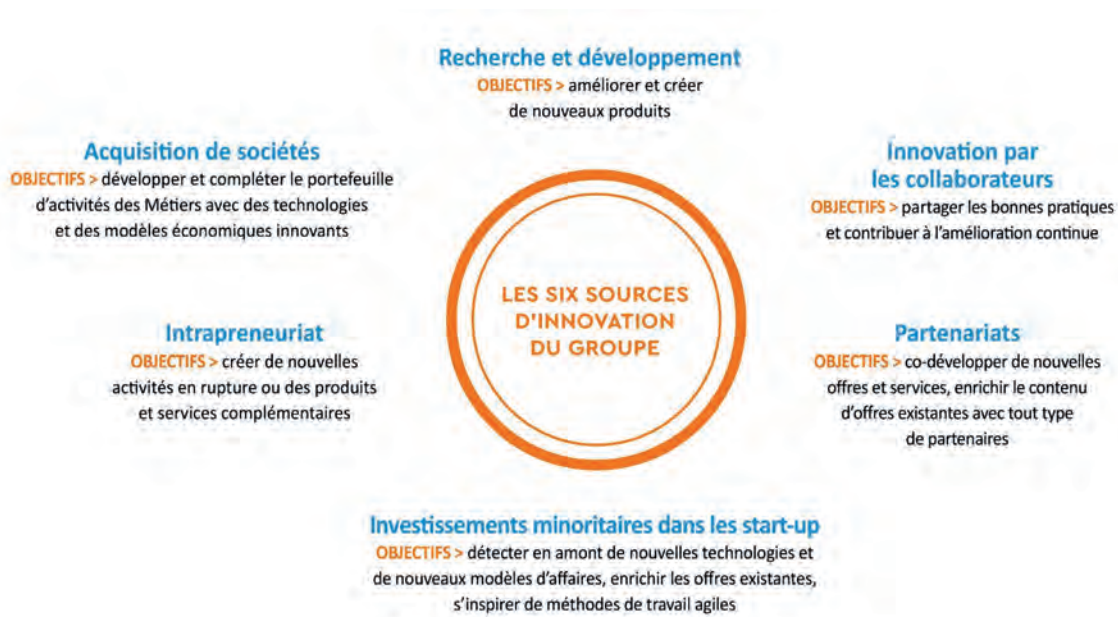 Recherche et développement
OBJECTIFS > améliorer et créer
de nouveaux produits
Acquisition de sociétés
OBJECTIFS > développer et compléter le portefeuille
d'activités des Métiers avec des technologies
et des modèles économiques innovants
Innovation par
les collaborateurs
OBJECTIFS > partager les bonnes pratiques
et contribuer à l'amélioration continue
LES SIX SOURCES
D'INNOVATION
DU GROUPE
Intrapreneuriat
OBJECTIFS > créer de nouvelles
activités en rupture ou des produits
et services complémentaires
Partenariats
OBJECTIFS > co-développer de nouvelles
offres et services, enrichir le contenu
d'offres existantes avec tout type
de partenaires
Investissements minoritaires dans les start-up
OBJECTIFS > détecter en amont de nouvelles technologies et
de nouveaux modèles d'affaires, enrichir les offres existantes,
s'inspirer de méthodes de travail agiles